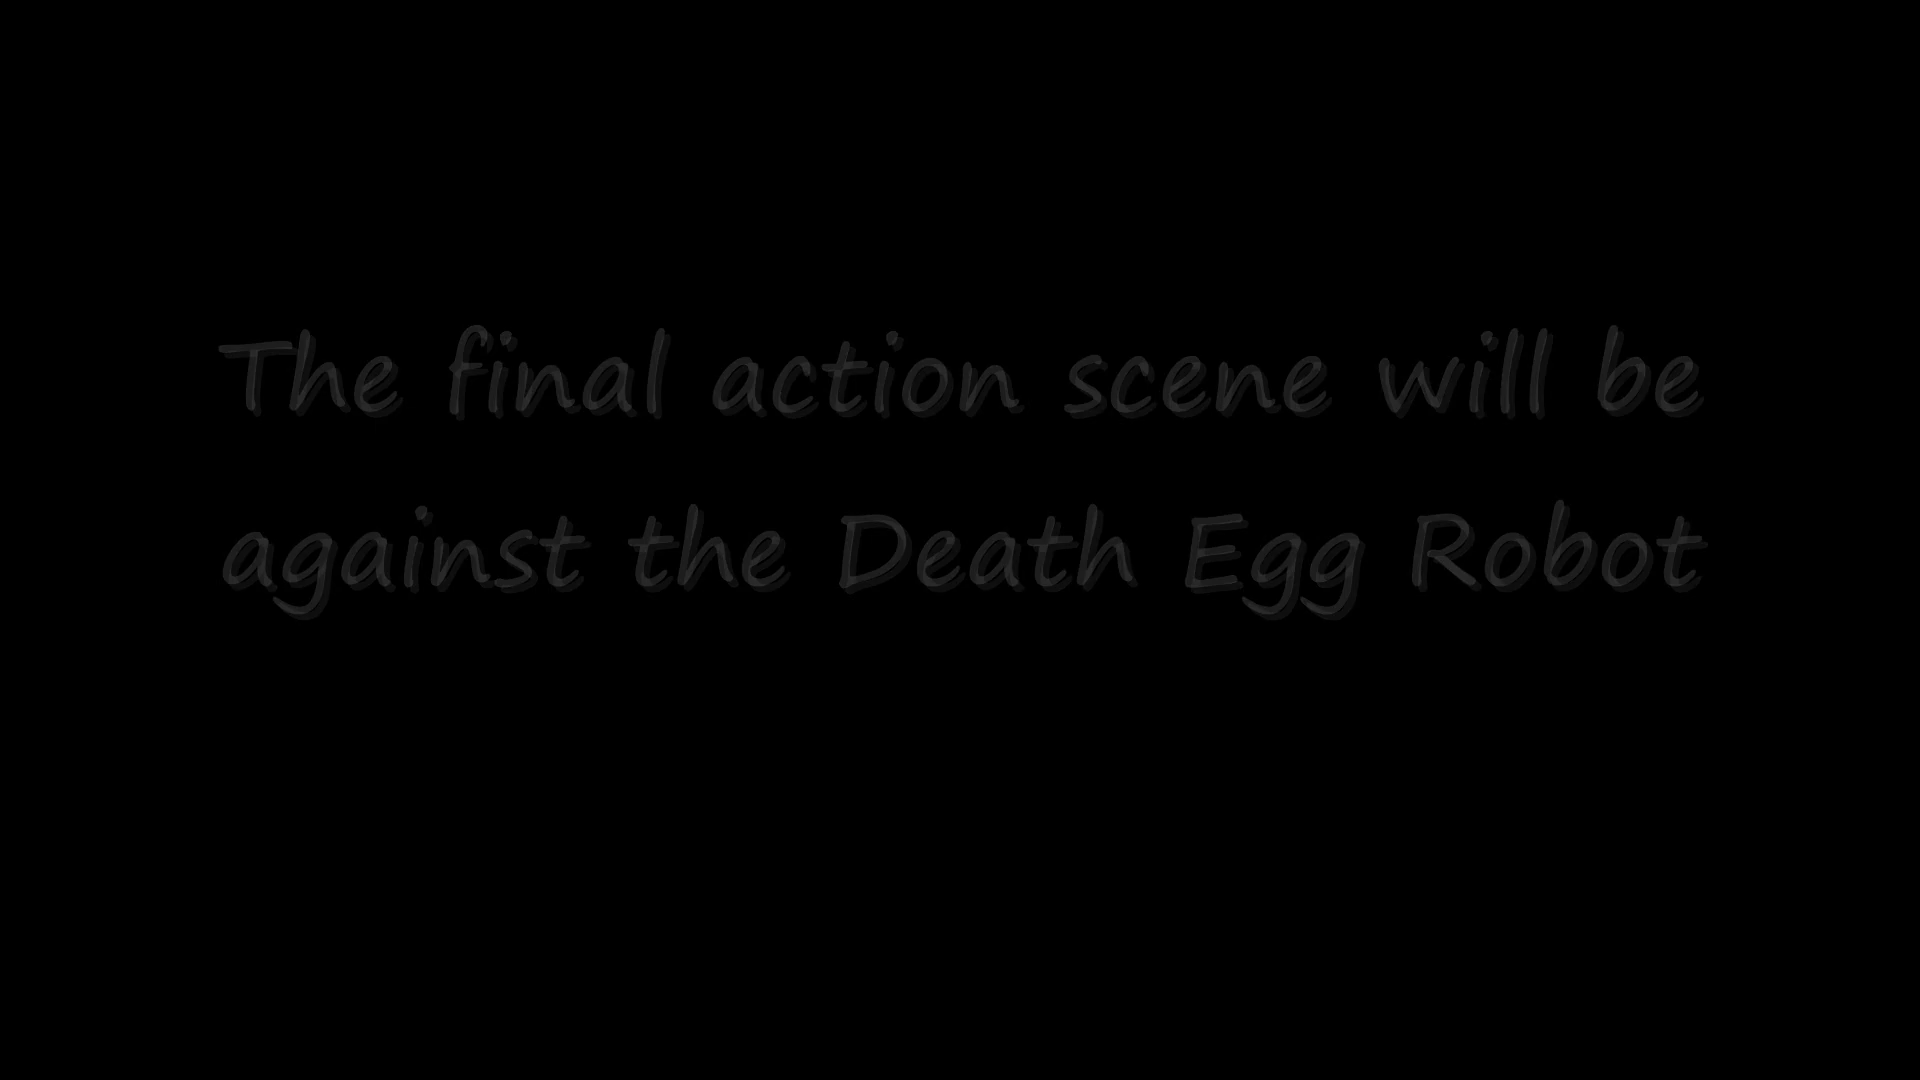 The final action scene will be
against the Death Egg Robot